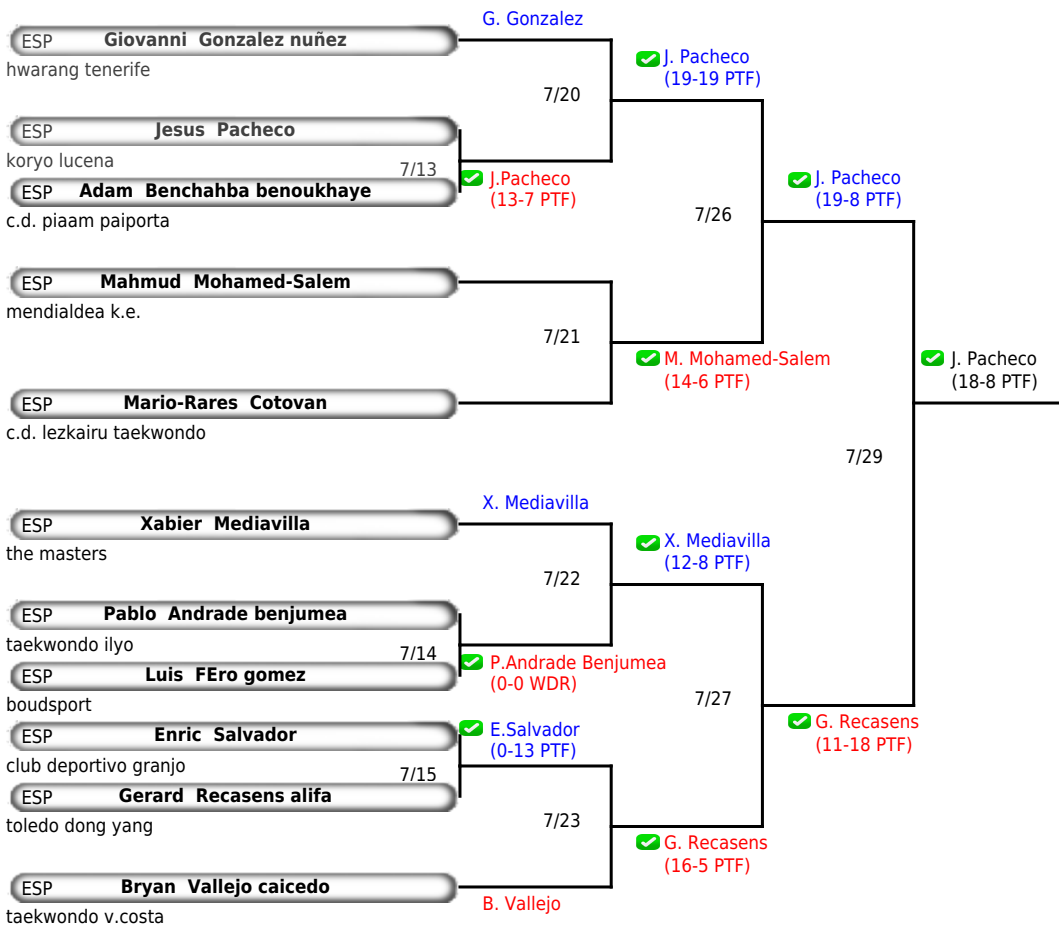 G. Gonzalez
ESP Giovanni Gonzalez nuñez
hwarang tenerife
J. Pacheco
(19-19 PTF)
7/20
ESP Jesus Pacheco
koryo lucena
7/13
J.Pacheco
(13-7 PTF)
ESP Adam Benchahba benoukhaye
c.d. piaam paiporta
J. Pacheco
(19-8 PTF)
7/26
ESP Mahmud Mohamed-Salem
mendialdea k.e.
7/21
M. Mohamed-Salem
(14-6 PTF)
J. Pacheco
(18-8 PTF)
ESP Mario-Rares Cotovan
c.d. lezkairu taekwondo
7/29
X. Mediavilla
ESP Xabier Mediavilla
the masters
X. Mediavilla
(12-8 PTF)
7/22
ESP Pablo Andrade benjumea
taekwondo ilyo
7/14
P.Andrade Benjumea
(0-0 WDR)
ESP Luis FEro gomez
boudsport
7/27
G. Recasens
(11-18 PTF)
ESP Enric Salvador
E.Salvador
(0-13 PTF)
club deportivo granjo
7/15
ESP Gerard Recasens alifa
toledo dong yang
7/23
G. Recasens
(16-5 PTF)
ESP Bryan Vallejo caicedo
B. Vallejo
taekwondo v.costa